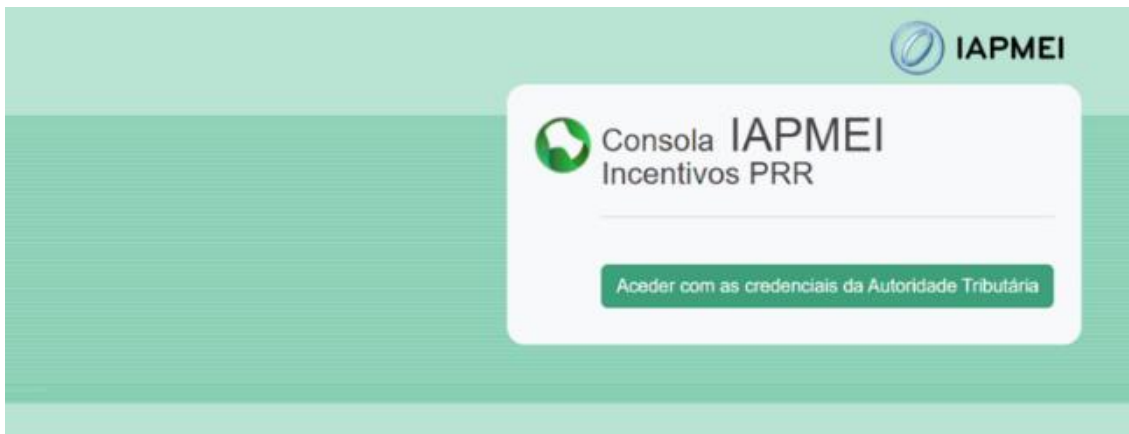 IAPMEI
Consola IAPMEI
Incentivos PRR
Aceder com as credenciais da Autoridade Tributária